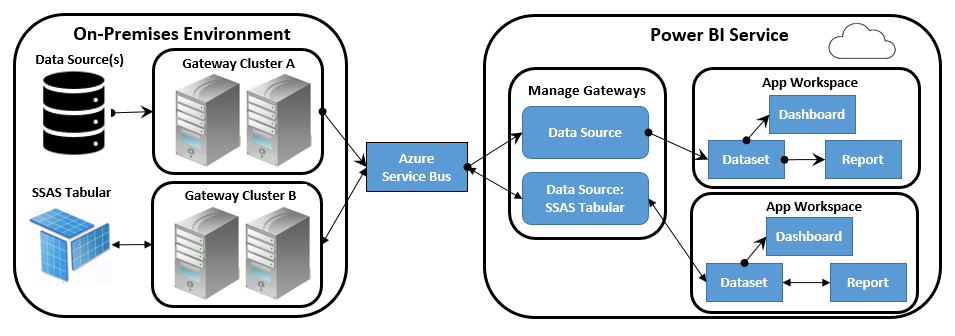 On-Premises Environment
Data Source(s)
Gateway Cluster A
SSAS Tabular
Gateway Cluster B
Azure
Service Bus
Power BI Service
Manage Gateways
Data Source
Data Source:
SSAS Tabular
App Workspace
Dashboard
Dataset
Report
App Workspace
Dashboard
Dataset
Report